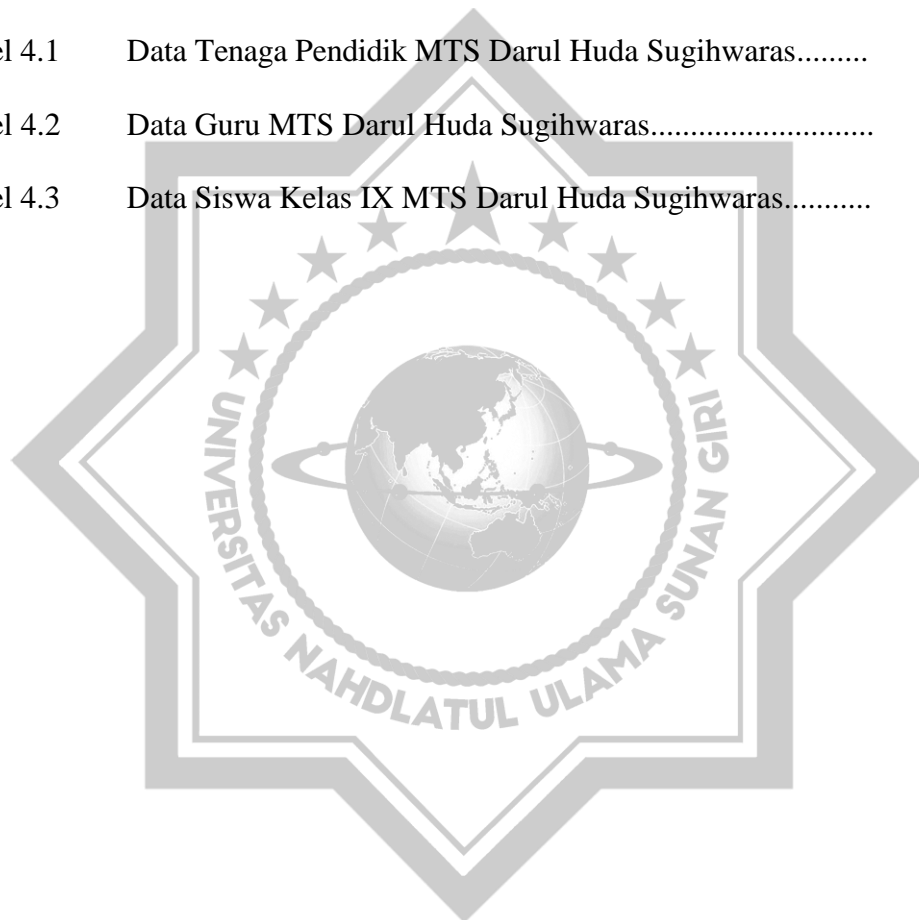 el 4.1 Data Tenaga Pendidik MTS Darul Huda Sugihwaras.........
el 4.2 Data Guru MTS Darul Huda Sugihwaras............................
el 4.3 Data Siswa Kelas IX MTS Darul Huda Sugihwaras...........
UNIVERSITAS NAHDLATUL ULAMA SUNAN GIRI